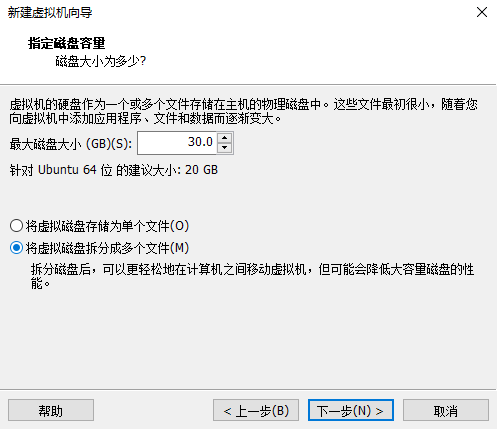 新建虚拟机向导
指定磁盘容量
磁盘大小为多少?
虚拟机的硬盘作为一个或多个文件存储在主机的物理磁盘中。这些文件最初很小，随着您
向虚拟机中添加应用程序、文件和数据而逐渐变大。
最大磁盘大小 (GB)(S): 30.0
针对 Ubuntu 64 位 的建议大小: 20 GB
将虚拟磁盘存储为单个文件(O)
将虚拟磁盘拆分成多个文件(M)
拆分磁盘后，可以更轻松地在计算机之间移动虚拟机，但可能会降低大容量磁盘的性
能。
帮助 < 上一步(B) 下一步(N) > 取消